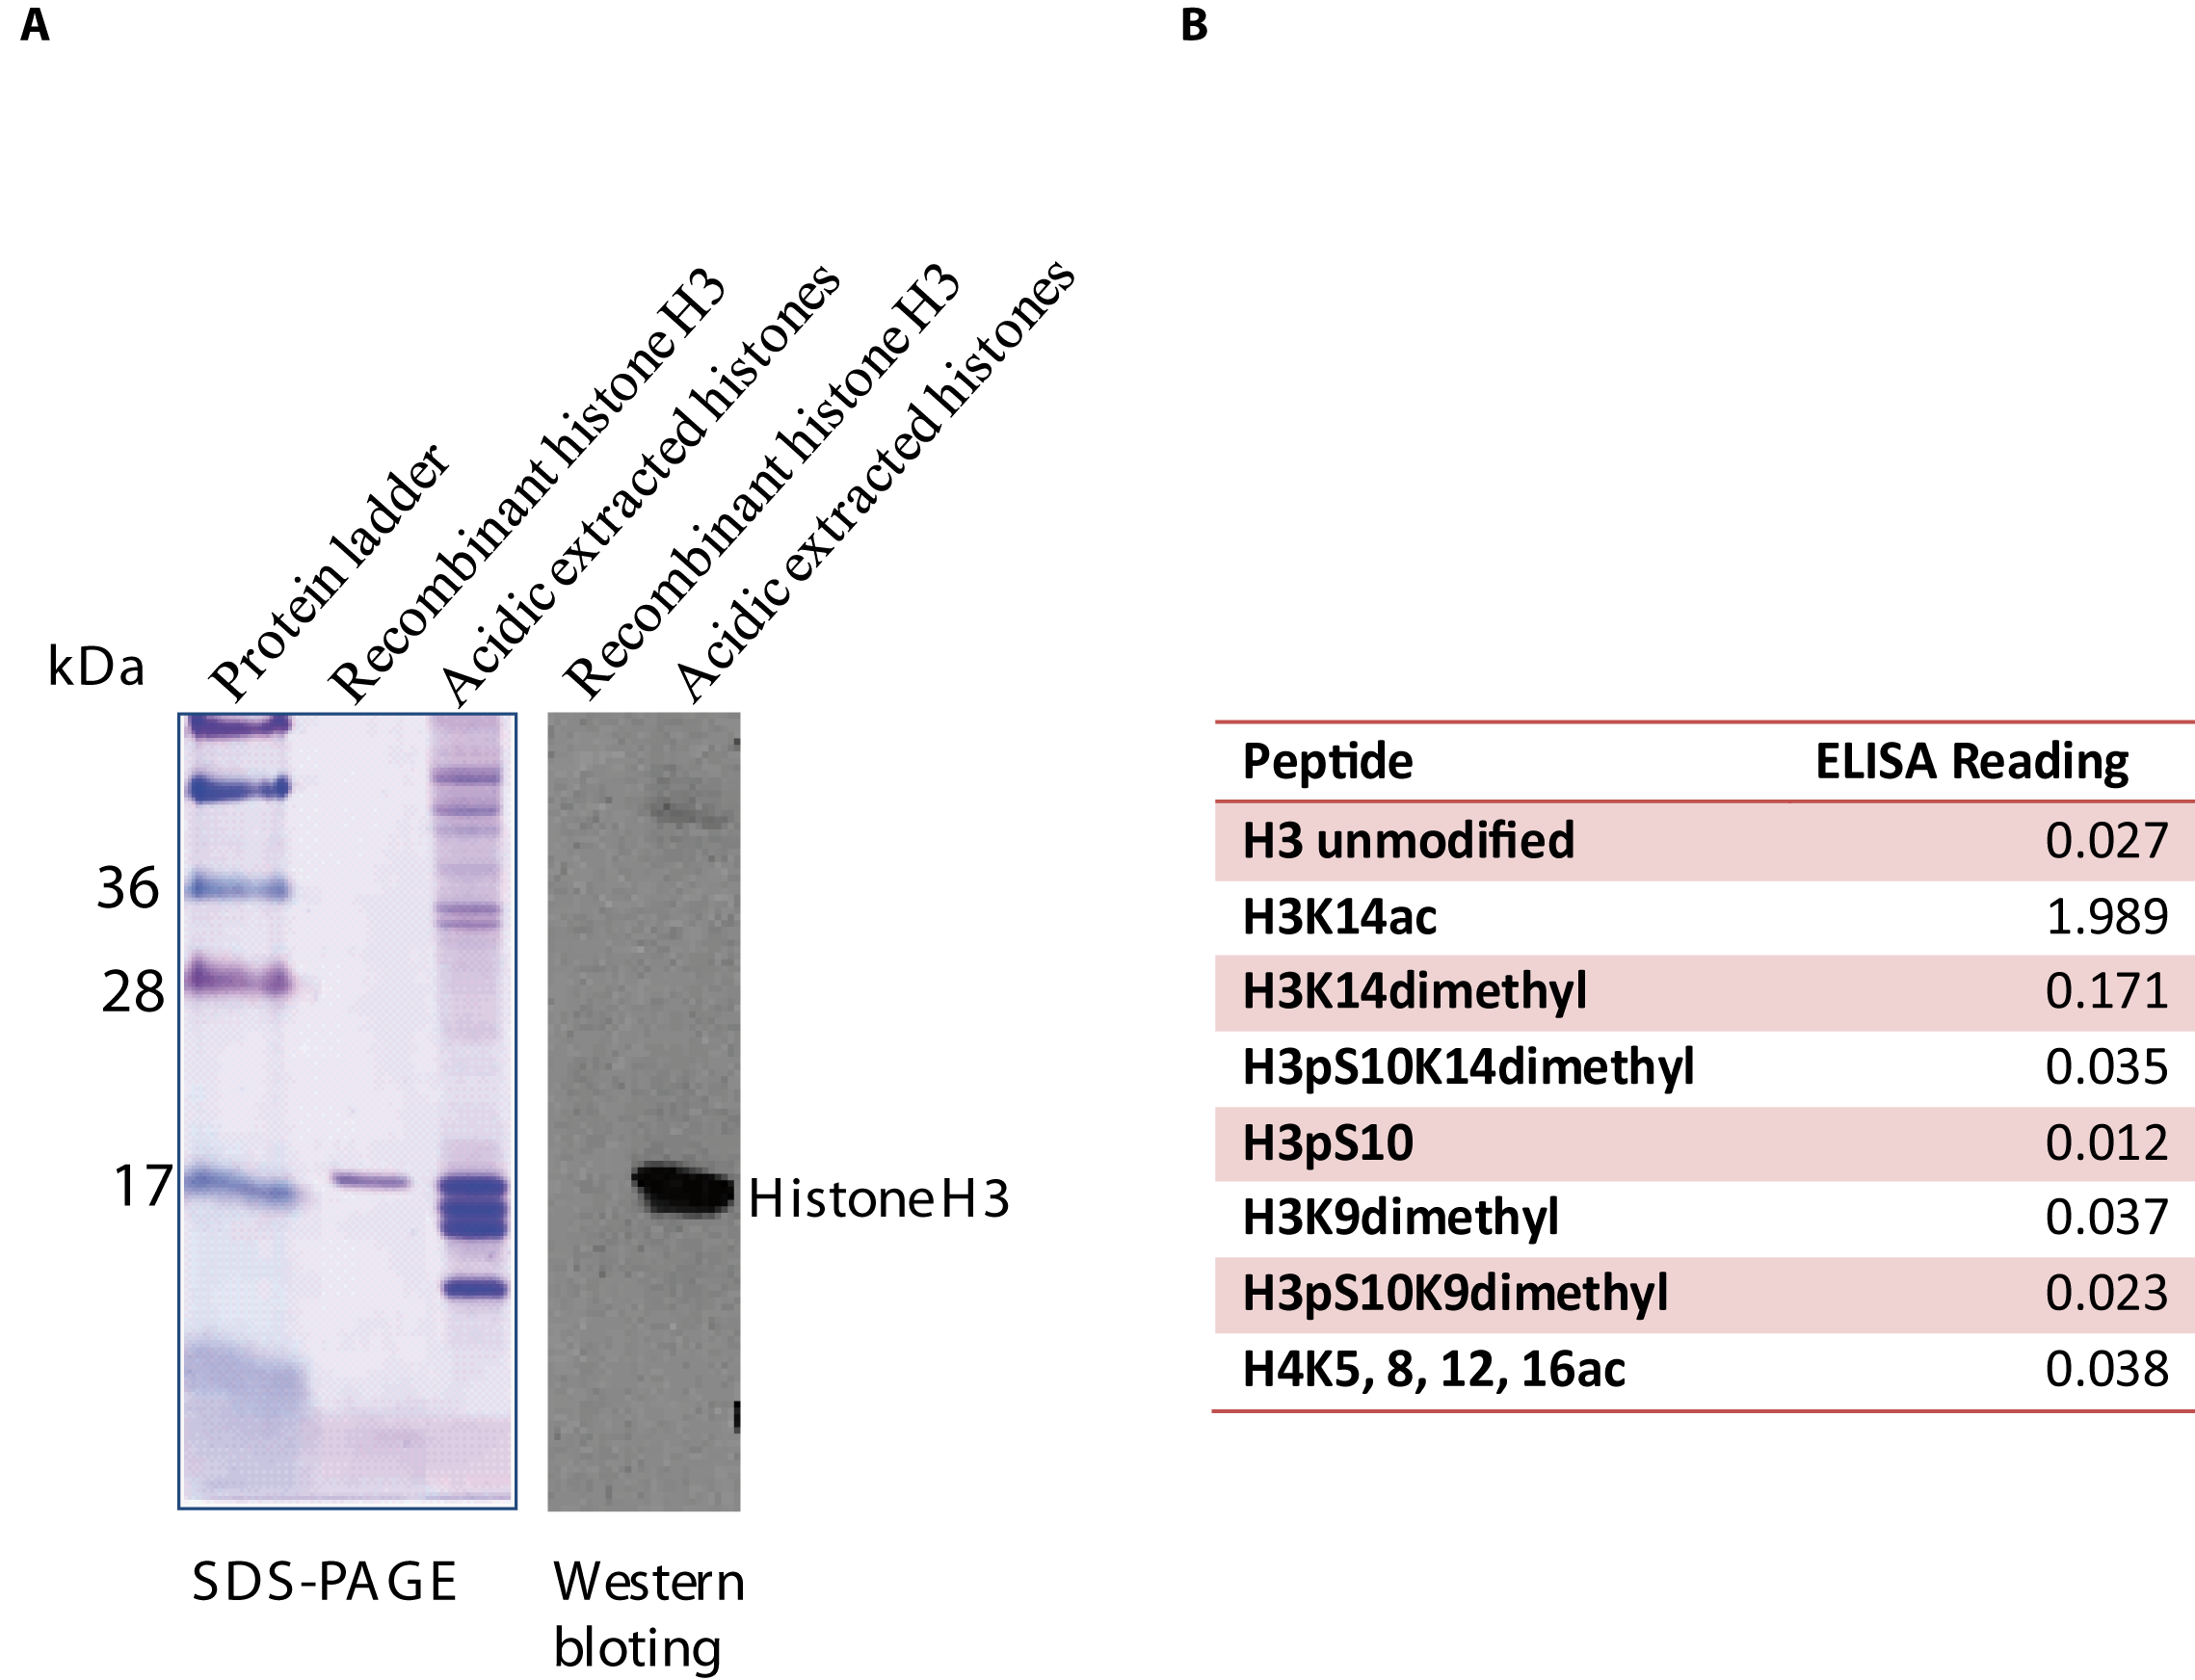 A
B
Protein ladder
Recombinant histone H3
Acidic extracted histones
Recombinant histone H3
Acidic extracted histones
kDa
36
28
17
Histone H3
SDS-PAGE
Western
bloting
Peptide ELISA Reading
H3 unmodified 0.027
H3K14ac 1.989
H3K14dimethyl 0.171
H3pS10K14dimethyl 0.035
H3pS10 0.012
H3K9dimethyl 0.037
H3pS10K9dimethyl 0.023
H4K5, 8, 12, 16ac 0.038